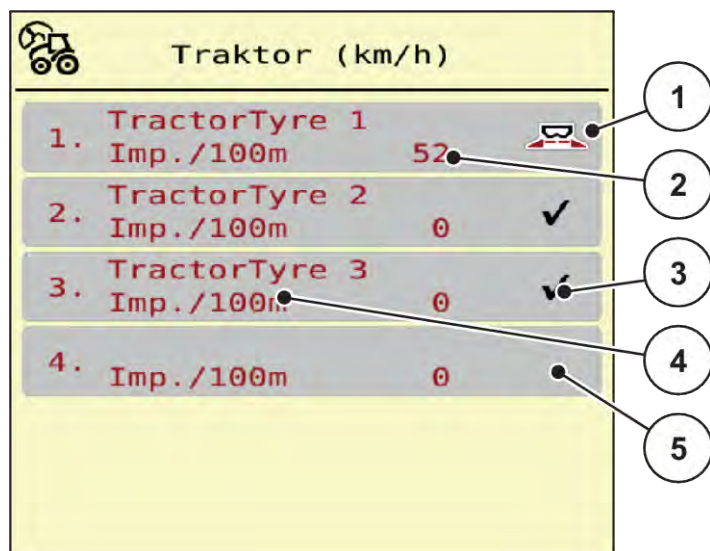 Traktor (km/h)
1. TractorTyre 1
Imp./100m 52
2. TractorTyre 2
Imp./100m 0
3. TractorTyre 3
Imp./100m 0
4.
Imp./100m 0
1
2
3
4
5